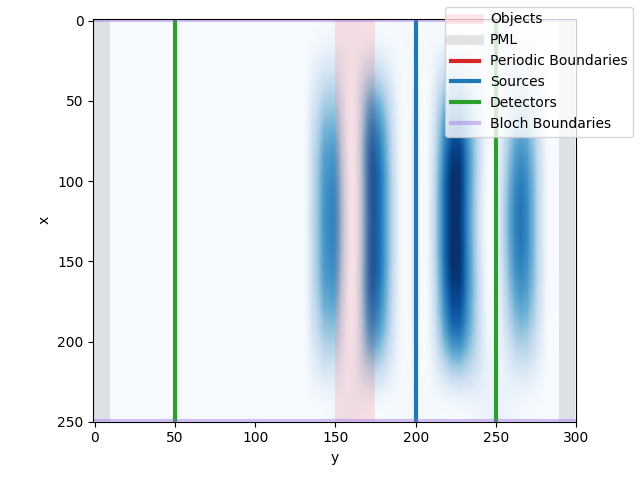 Objects
PML
Periodic Boundaries
Sources
Detectors
Bloch Boundaries
0
50
100
150
200
250
x
0
50
100
150
200
250
300
y